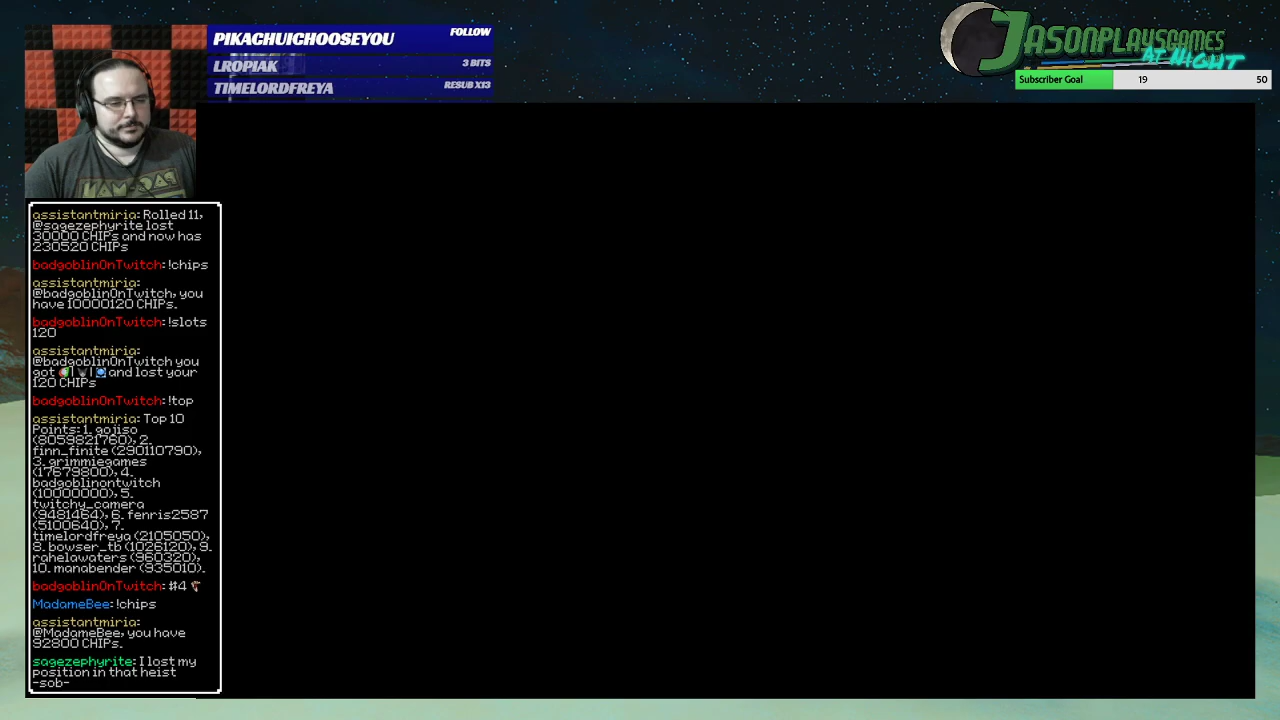 PIKACHUICHOOSEYOU FOLLOW
LROPIAK 3 BITS
TIMELORDFREYA RESUB X13
JASONPLAYSGAMES
AT NIGHT
Subscriber Goal 19 50
PAC-MAN
assistantmiria: Rolled 11,
@sagezephyrite lost
30000 CHIPs and now has
230520 CHIPs
badgoblinOnTwitch: !chips
assistantmiria:
@badgoblinOnTwitch, you
have 10000120 CHIPs.
badgoblinOnTwitch: !slots
120
assistantmiria:
@badgoblinOnTwitch you
got | | and lost your
120 CHIPs
badgoblinOnTwitch: !top
assistantmiria: Top 10
Points: 1. gojiso
(8059821760), 2.
finn_finite (290110790),
3. grimmiegames
(17679800), 4.
badgoblinontwitch
(10000000), 5.
twitchy_camera
(9481464), 6. fenris2587
(5100640), 7.
timelordfreya (2105050),
8. bowser_tb (1026120), 9.
rahelawaters (960320),
10. manabender (935010).
badgoblinOnTwitch: #4
MadameBee: !chips
assistantmiria:
@MadameBee, you have
92800 CHIPs.
sagezephyrite: I lost my
position in that heist
-sob-